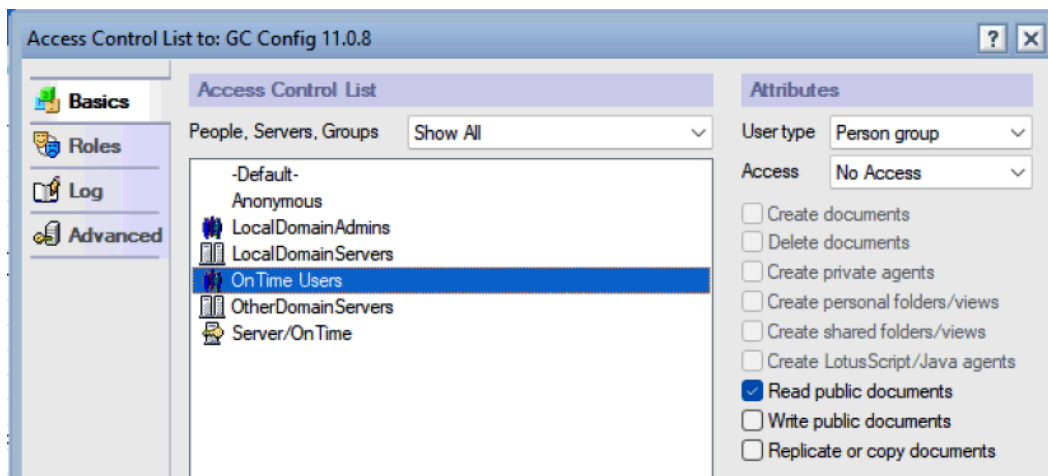 Access Control List to: GC Config 11.0.8
?
Basics
Roles
Log
Advanced
Access Control List
People, Servers, Groups Show All
-Default-
Anonymous
LocalDomainAdmins
LocalDomainServers
OnTime Users
OtherDomainServers
Server/OnTime
Attributes
User type Person group
Access No Access
Create documents
Delete documents
Create private agents
Create personal folders/views
Create shared folders/views
Create LotusScript/Java agents
Read public documents
Write public documents
Replicate or copy documents